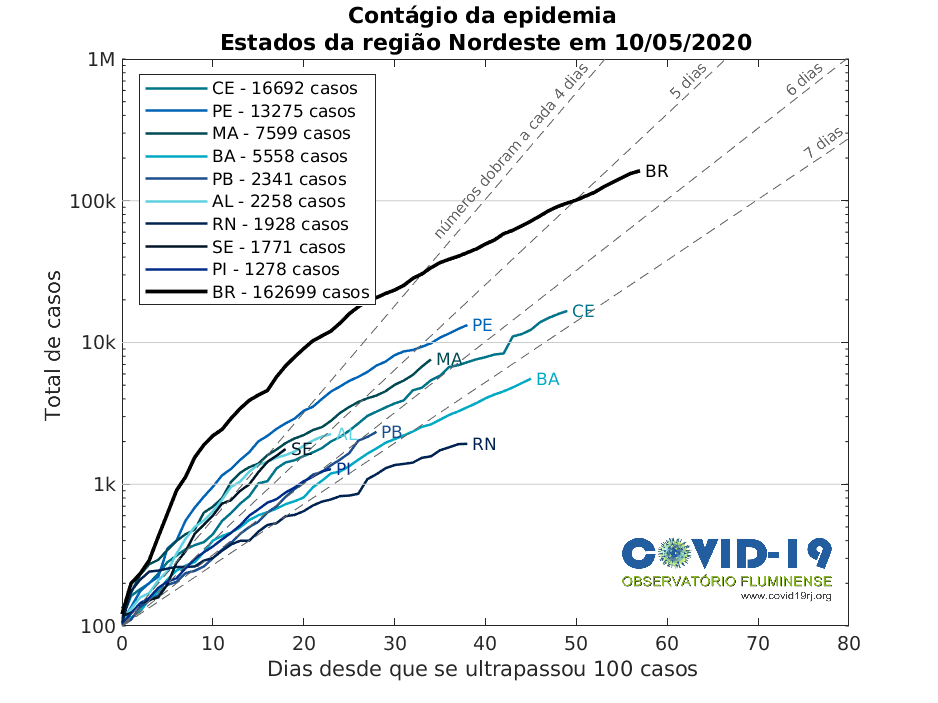 Contágio da epidemia
Estados da região Nordeste em 10/05/2020
1M
100k
10k
1k
100
Total de casos
CE - 16692 casos
PE - 13275 casos
MA - 7599 casos
BA - 5558 casos
PB - 2341 casos
AL - 2258 casos
RN - 1928 casos
SE - 1771 casos
PI - 1278 casos
BR - 162699 casos
números dobram a cada 4 dias
5 dias
6 dias
7 dias
BR
CE
PE
MA
BA
AL
PB
SE
RN
PI
COVID-19
OBSERVATÓRIO FLUMINENSE
www.covid19rj.org
0 10 20 30 40 50 60 70 80
Dias desde que se ultrapassou 100 casos